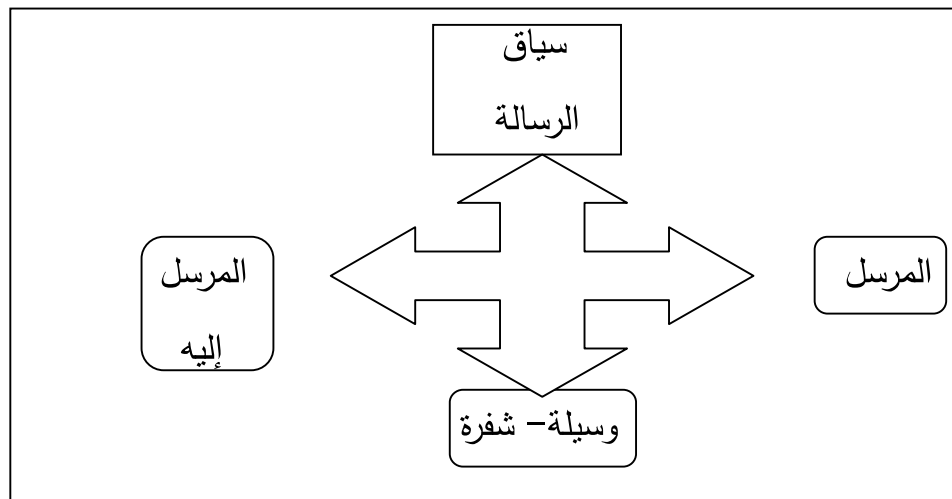 سياق
الرسالة
المرسل
المرسل
إليه
وسيلة- شفرة